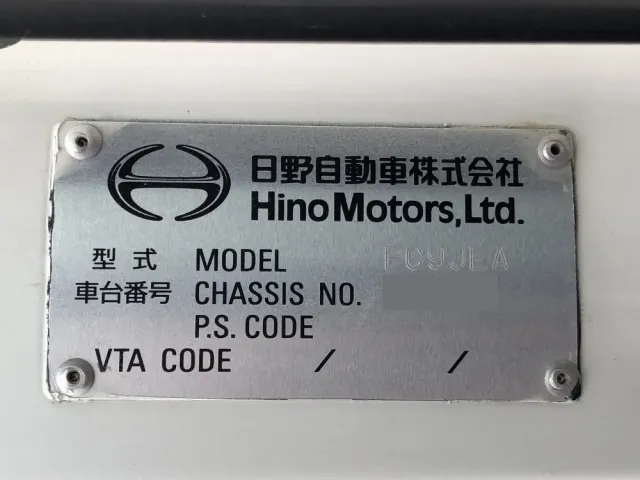 日野自動車株式会社
Hino Motors, Ltd.
型式 MODEL FC9JEA
車台番号 CHASSIS NO.
P.S. CODE
VTA CODE / /